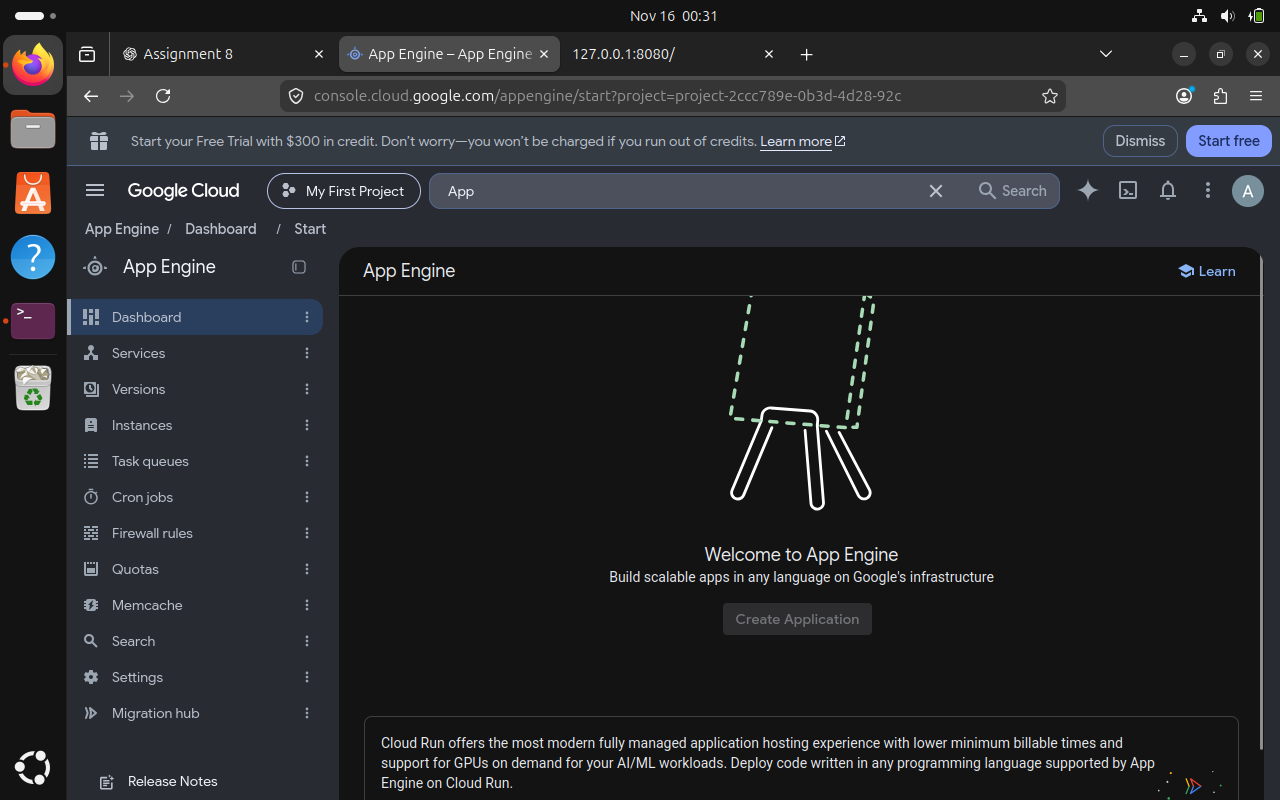 Nov 16 00:31
Assignment 8
App Engine – App Engine
127.0.0.1:8080/
console.cloud.google.com/appengine/start?project=project-2ccc789e-0b3d-4d28-92c
Start your Free Trial with $300 in credit. Don't worry—you won't be charged if you run out of credits. Learn more
Dismiss
Start free
Google Cloud
My First Project
App
Search
A
App Engine / Dashboard / Start
App Engine
Dashboard
Services
Versions
Instances
Task queues
Cron jobs
Firewall rules
Quotas
Memcache
Search
Settings
Migration hub
Release Notes
App Engine
Learn
Welcome to App Engine
Build scalable apps in any language on Google's infrastructure
Create Application
Cloud Run offers the most modern fully managed application hosting experience with lower minimum billable times and
support for GPUs on demand for your AI/ML workloads. Deploy code written in any programming language supported by App
Engine on Cloud Run.